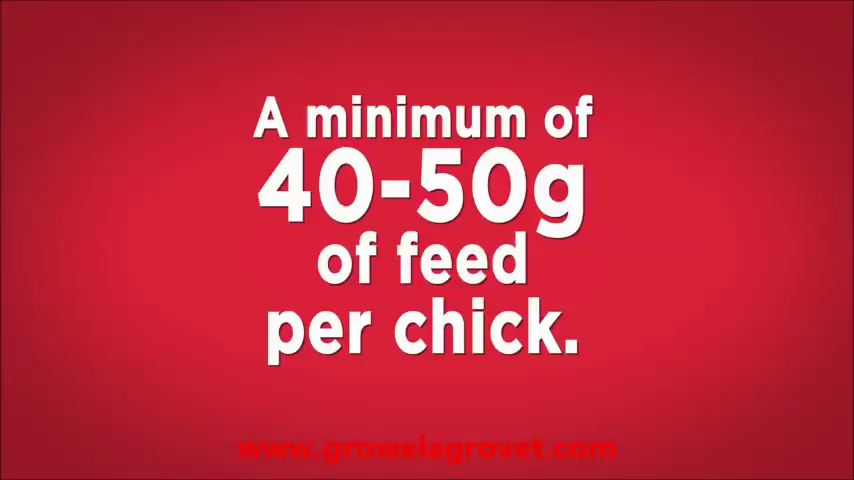 A minimum of
40-50g
of feed
per chick.
www.growelagrovet.com